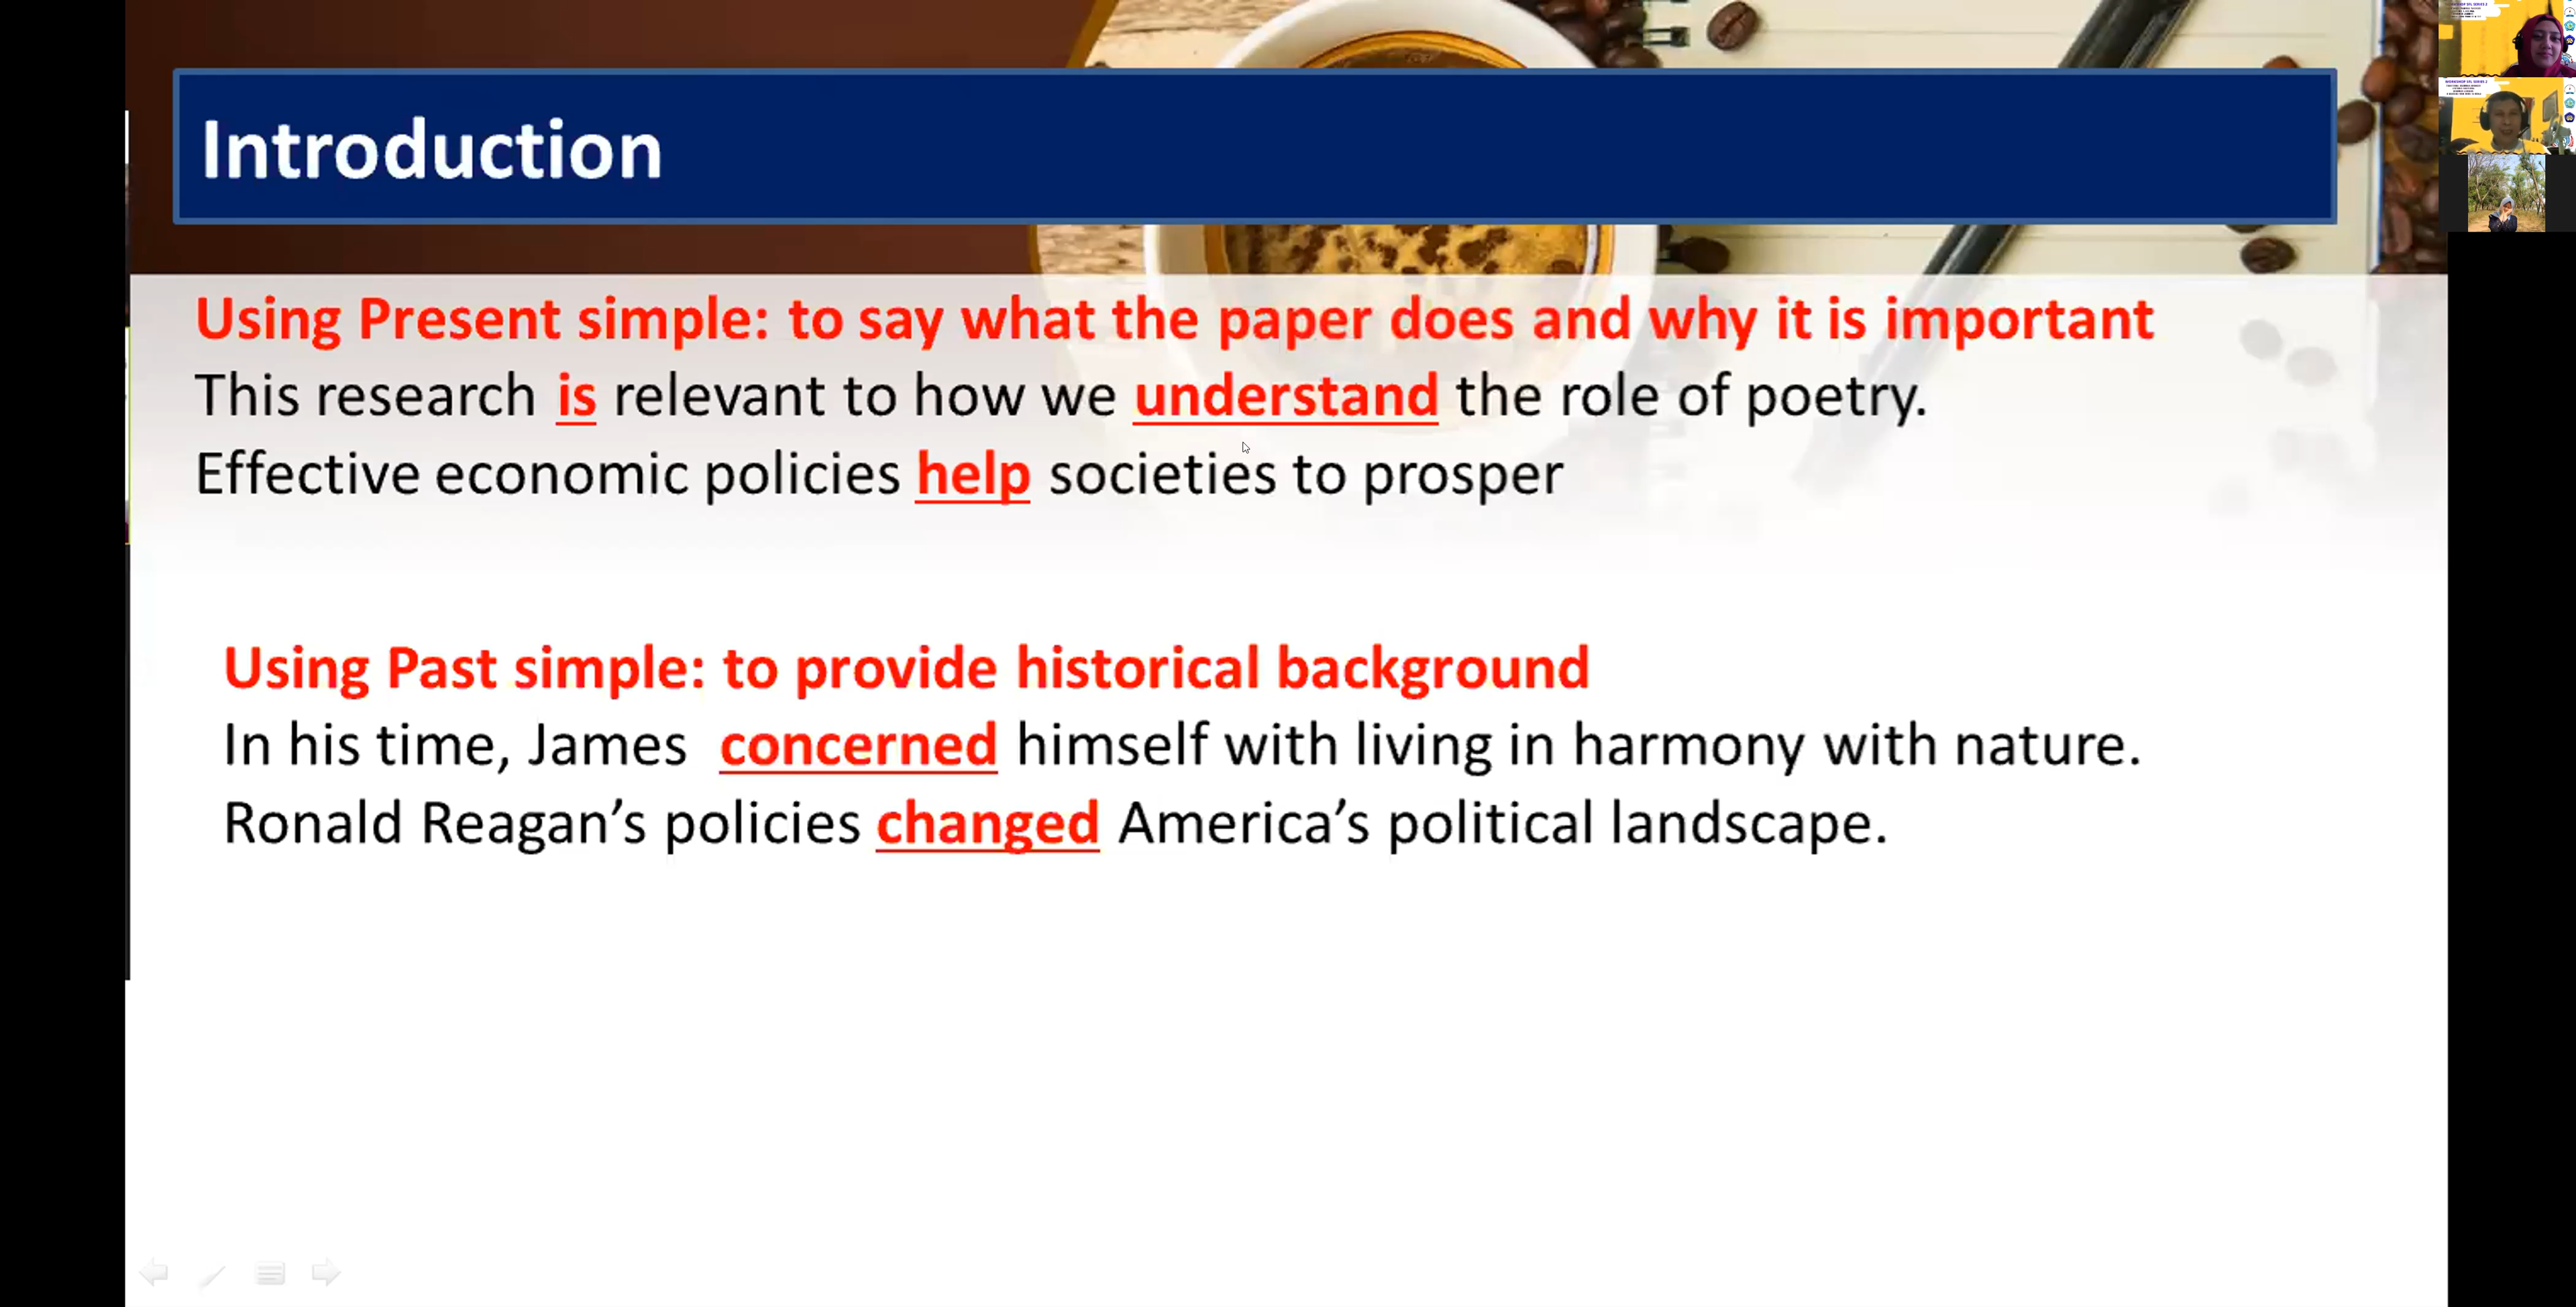 Introduction
Using Present simple: to say what the paper does and why it is important
This research is relevant to how we understand the role of poetry.
Effective economic policies help societies to prosper
Using Past simple: to provide historical background
In his time, James concerned himself with living in harmony with nature.
Ronald Reagan’s policies changed America’s political landscape.